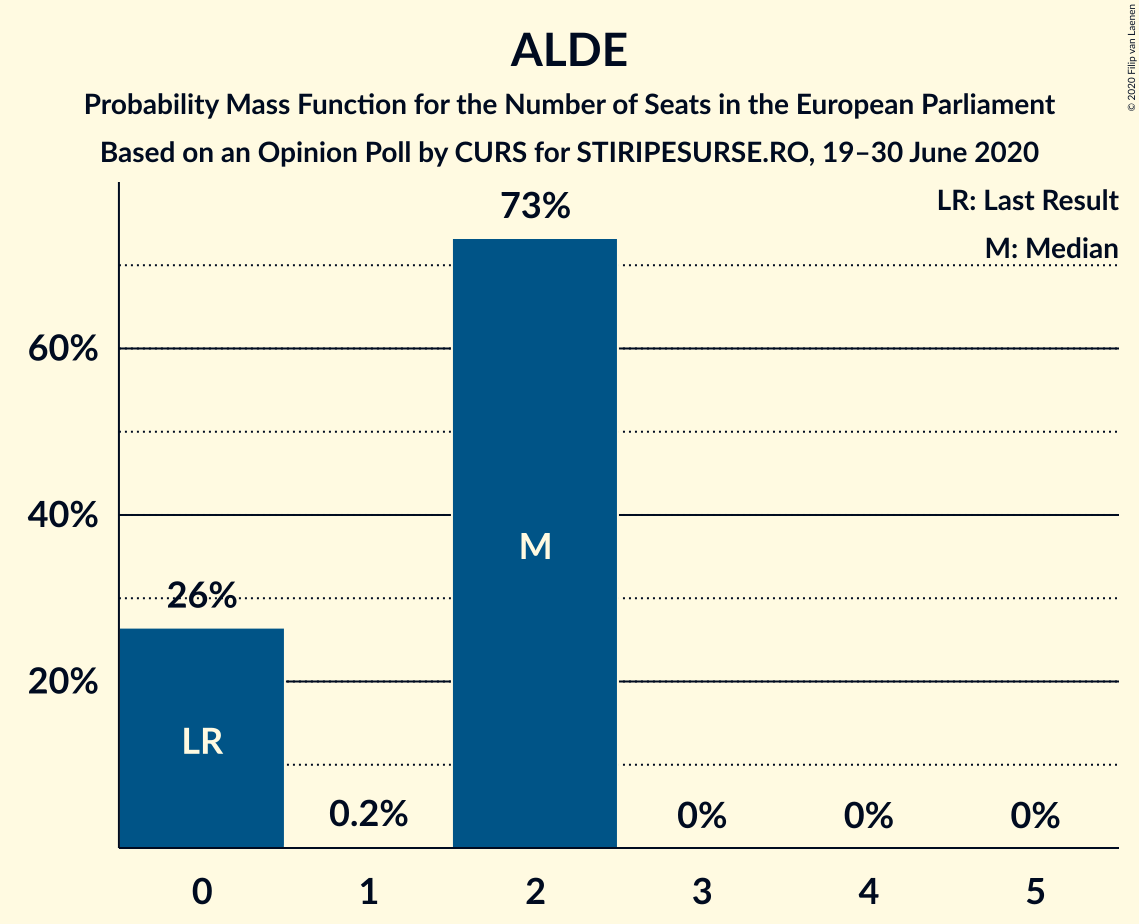 ALDE
Probability Mass Function for the Number of Seats in the European Parliament
Based on an Opinion Poll by CURS for STIRIPESURSE.RO, 19–30 June 2020
© 2020 Filip van Laenen
LR: Last Result
M: Median
73%
60%
40%
26%
20%
M
LR
0.2%
0%
0%
0%
0
1
2
3
4
5